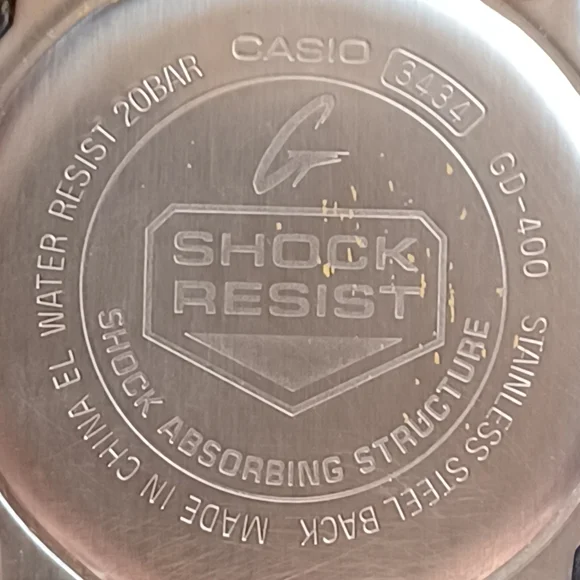 CASIO 3434 GD-400
STAINLESS STEEL BACK MADE IN CHINA EL WATER RESIST 20BAR
G
SHOCK
RESIST
SHOCK ABSORBING STRUCTURE